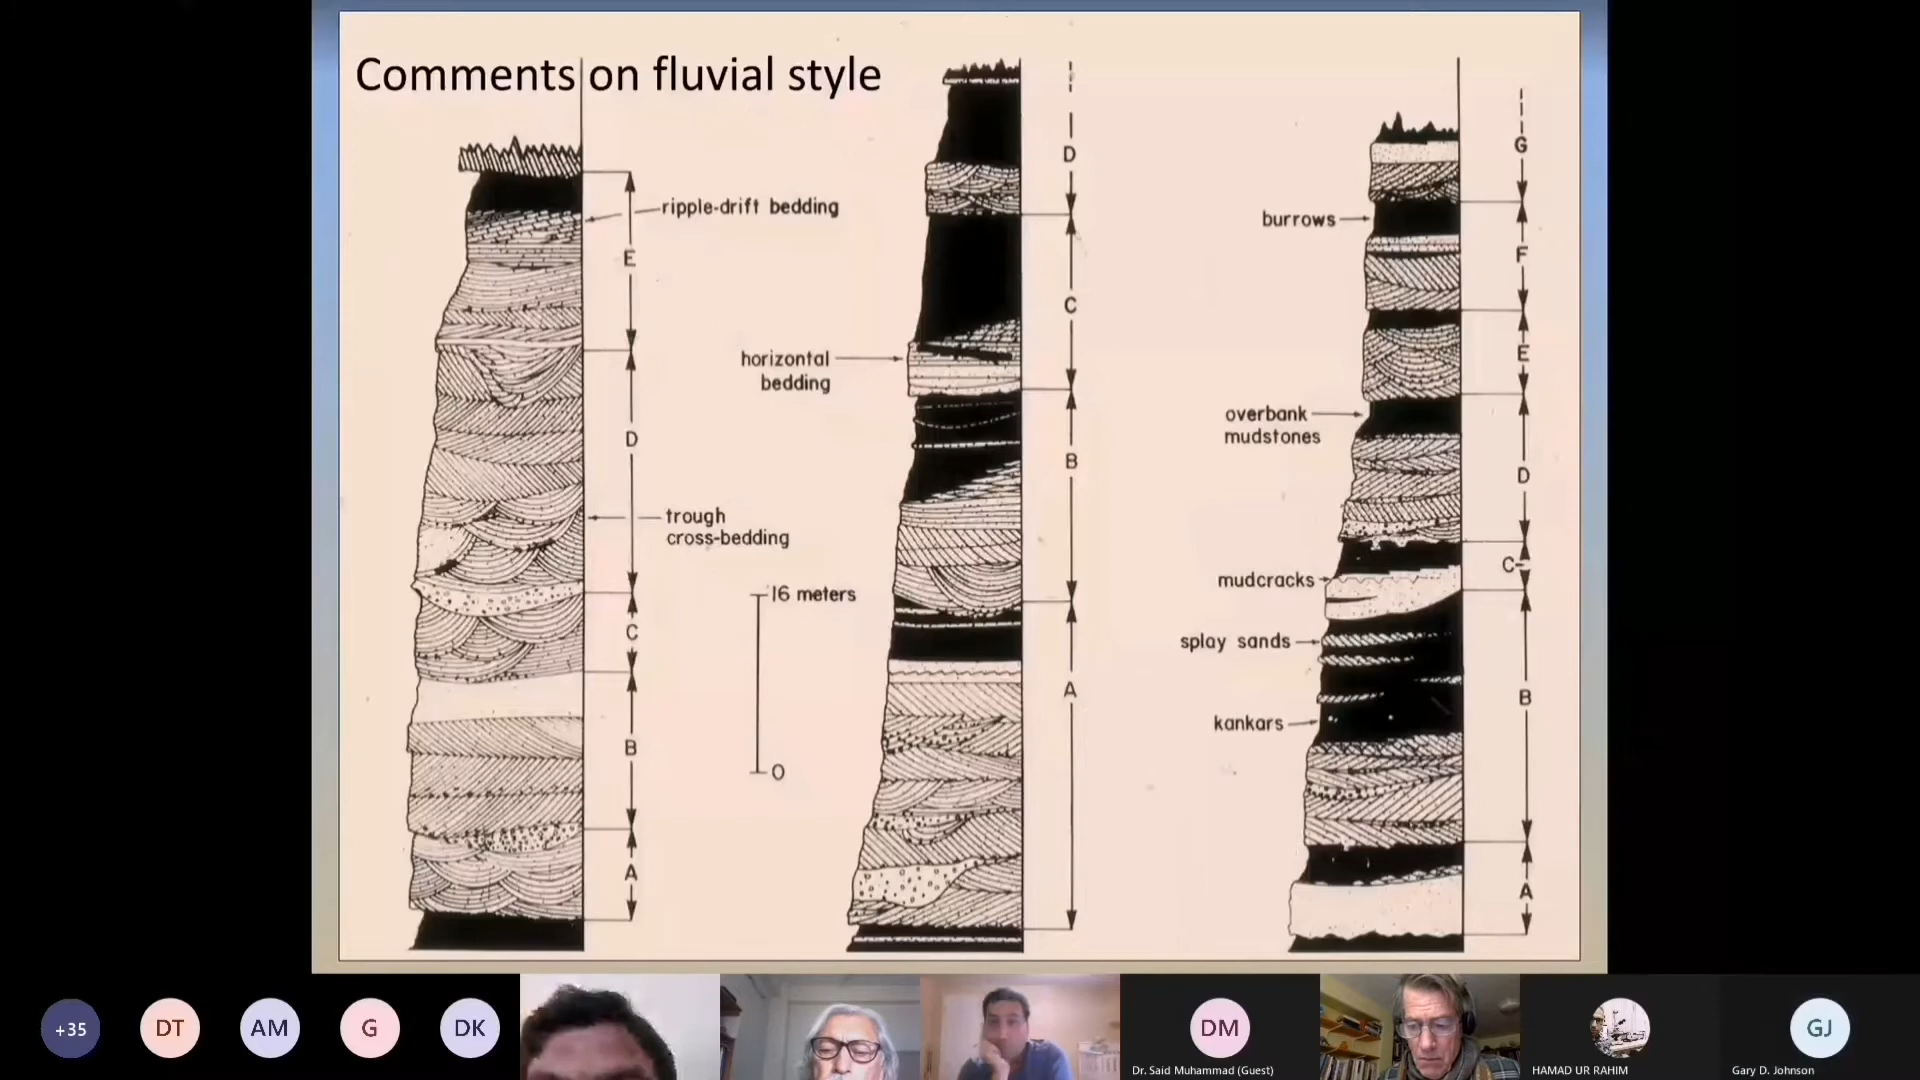 Comments on fluvial style
ripple-drift bedding
E
D
trough
cross-bedding
C
B
A
16 meters
0
D
C
horizontal
bedding
B
A
G
burrows
F
E
overbank
mudstones
D
mudcracks
C
splay sands
kankars
B
A
+35
DT
AM
G
DK
DM
Dr. Said Muhammad (Guest)
HAMAD UR RAHIM
GJ
Gary D. Johnson